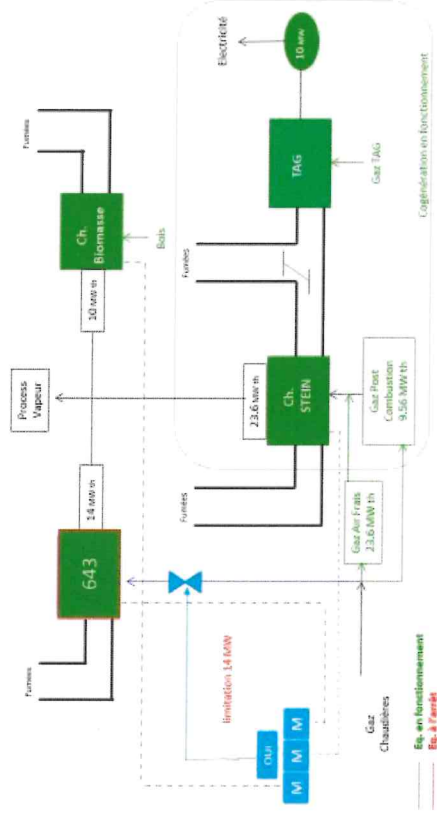 Fumées
643
14 MW th
Process
Vapeur
10 MW th
Ch.
Biomasse
Fumées
Bois
OUI
M
M
M
limitation 14 MW
Gaz
Chaudières
Fumées
Gaz Air Frais
23.6 MW th
23.6 MW th
Ch.
STEIN
Gaz Post
Combustion
9.56 MW th
Fumées
TAG
Gaz TAG
10 MW
Electricité
Cogénération en fonctionnement
Eq. en fonctionnement
Eq. à l'arrêt